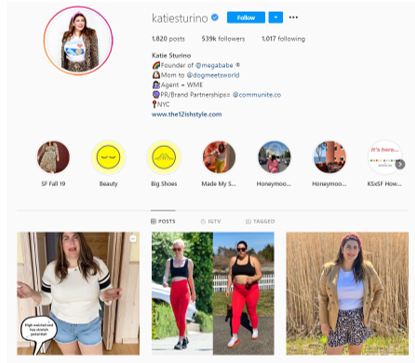 katiesturino Follow
1,820 posts 539k followers 1,017 following
Katie Sturino
Founder of @megababe ®
Mom to @dogmeetsworld
Agent = WME
PR/Brand Partnerships= @communite.co
NYC
www.the12ishstyle.com
It's here...
SF Fall 19 Beauty Big Shoes Made My S... Honeymoo... Honeymoo... KSxSF How...
POSTS IGTV TAGGED
High waisted and
has stretch